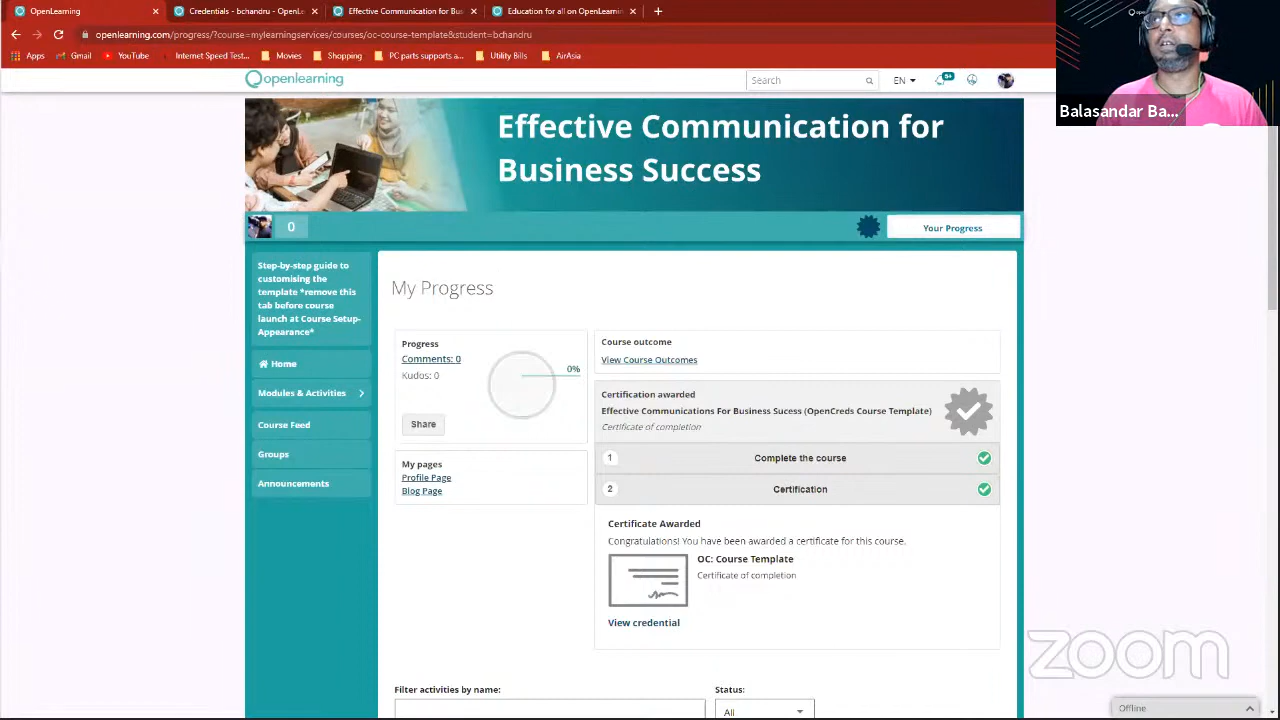 OpenLearning
Credentials - bchandru - OpenLe
Effective Communication for Bus
Education for all on OpenLearning
openlearning.com/progress/?course=mylearningservices/courses/oc-course-template&student=bchandru
Apps
Gmail
YouTube
Internet Speed Test...
Movies
Shopping
PC parts supports a...
Utility Bills
AirAsia
Balasandar Ba...
openlearning
Search
EN
5+
Effective Communication for
Business Success
0
Your Progress
Step-by-step guide to
customising the
template *remove this
tab before course
launch at Course Setup-
Appearance*
Home
Modules & Activities
Course Feed
Groups
Announcements
My Progress
Progress
Comments: 0
Kudos: 0
0%
Share
My pages
Profile Page
Blog Page
Course outcome
View Course Outcomes
Certification awarded
Effective Communications For Business Sucess (OpenCreds Course Template)
Certificate of completion
1 Complete the course
2 Certification
Certificate Awarded
Congratulations! You have been awarded a certificate for this course.
OC: Course Template
Certificate of completion
View credential
Filter activities by name:
Status:
All
zoom
Offline